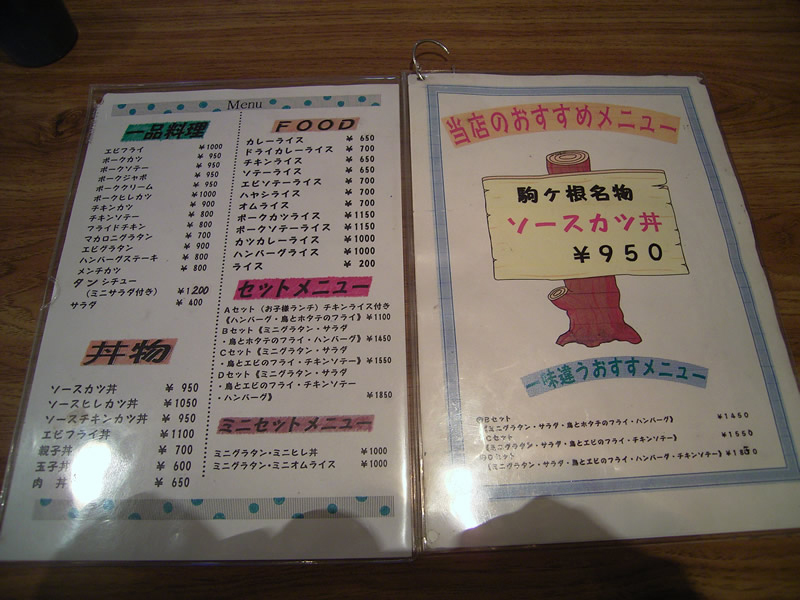 Menu
一品料理
エビフライ ¥1000
ポークカツ ¥ 950
ポークソテー ¥ 950
ポークジャポ ¥ 950
ポーククリーム ¥ 950
ポークヒレカツ ¥1000
チキンカツ ¥ 900
チキンソテー ¥ 800
フライドチキン ¥ 800
マカロニグラタン ¥ 700
エビグラタン ¥ 900
ハンバーグステーキ ¥ 800
メンチカツ ¥ 800
タンシチュー
(ミニサラダ付き) ¥1200
サラダ ¥ 400
丼物
ソースカツ丼 ¥ 950
ソースヒレカツ丼 ¥1050
ソースチキンカツ丼 ¥ 950
エビフライ丼 ¥1100
親子丼 ¥ 700
玉子丼 ¥ 600
肉 丼 ¥ 650
FOOD
カレーライス ¥ 650
ドライカレーライス ¥ 700
チキンライス ¥ 650
ソテーライス ¥ 650
エビソテーライス ¥ 700
ハヤシライス ¥ 700
オムライス ¥ 700
ポークカツライス ¥1150
ポークソテーライス ¥1150
カツカレーライス ¥1000
ハンバーグライス ¥1000
ライス ¥ 200
セットメニュー
Aセット(お子様ランチ)チキンライス付き
《ハンバーグ・鳥とホタテのフライ》 ¥1100
Bセット《ミニグラタン・サラダ
・鳥とホタテのフライ・ハンバーグ》 ¥1450
Cセット《ミニグラタン・サラダ
・鳥とエビのフライ・チキンソテー》 ¥1550
Dセット《ミニグラタン・サラダ
・鳥とエビのフライ・チキンソテー
・ハンバーグ》 ¥1850
ミニセットメニュー
ミニグラタン・ミニヒレ丼 ¥1000
ミニグラタン・ミニオムライス ¥1000
当店のおすすめメニュー
駒ヶ根名物
ソースカツ丼
¥950
一味違うおすすめメニュー
Bセット ¥1450
《ミニグラタン・サラダ・鳥とホタテのフライ・ハンバーグ》
Cセット ¥1550
《ミニグラタン・サラダ・鳥とエビのフライ・チキンソテー》
Dセット
《ミニグラタン・サラダ・鳥とエビのフライ・ハンバーグ・チキンソテー》 ¥1850